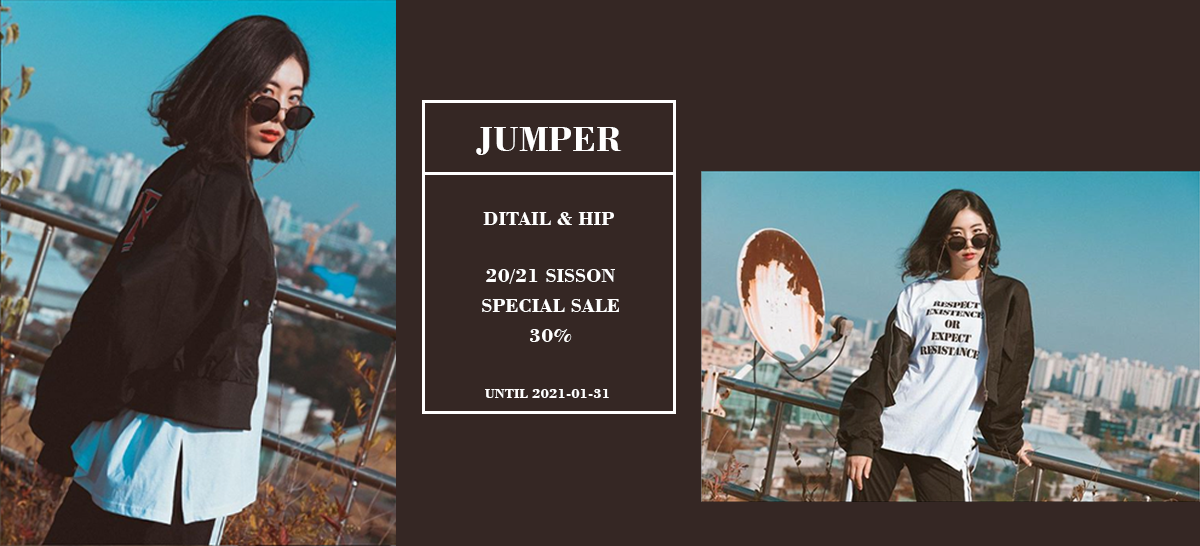 JUMPER
DITAIL & HIP
20/21 SISSON
SPECIAL SALE
30%
UNTIL 2021-01-31
RESPECT
EXISTENCE
OR
EXPECT
RESISTANCE